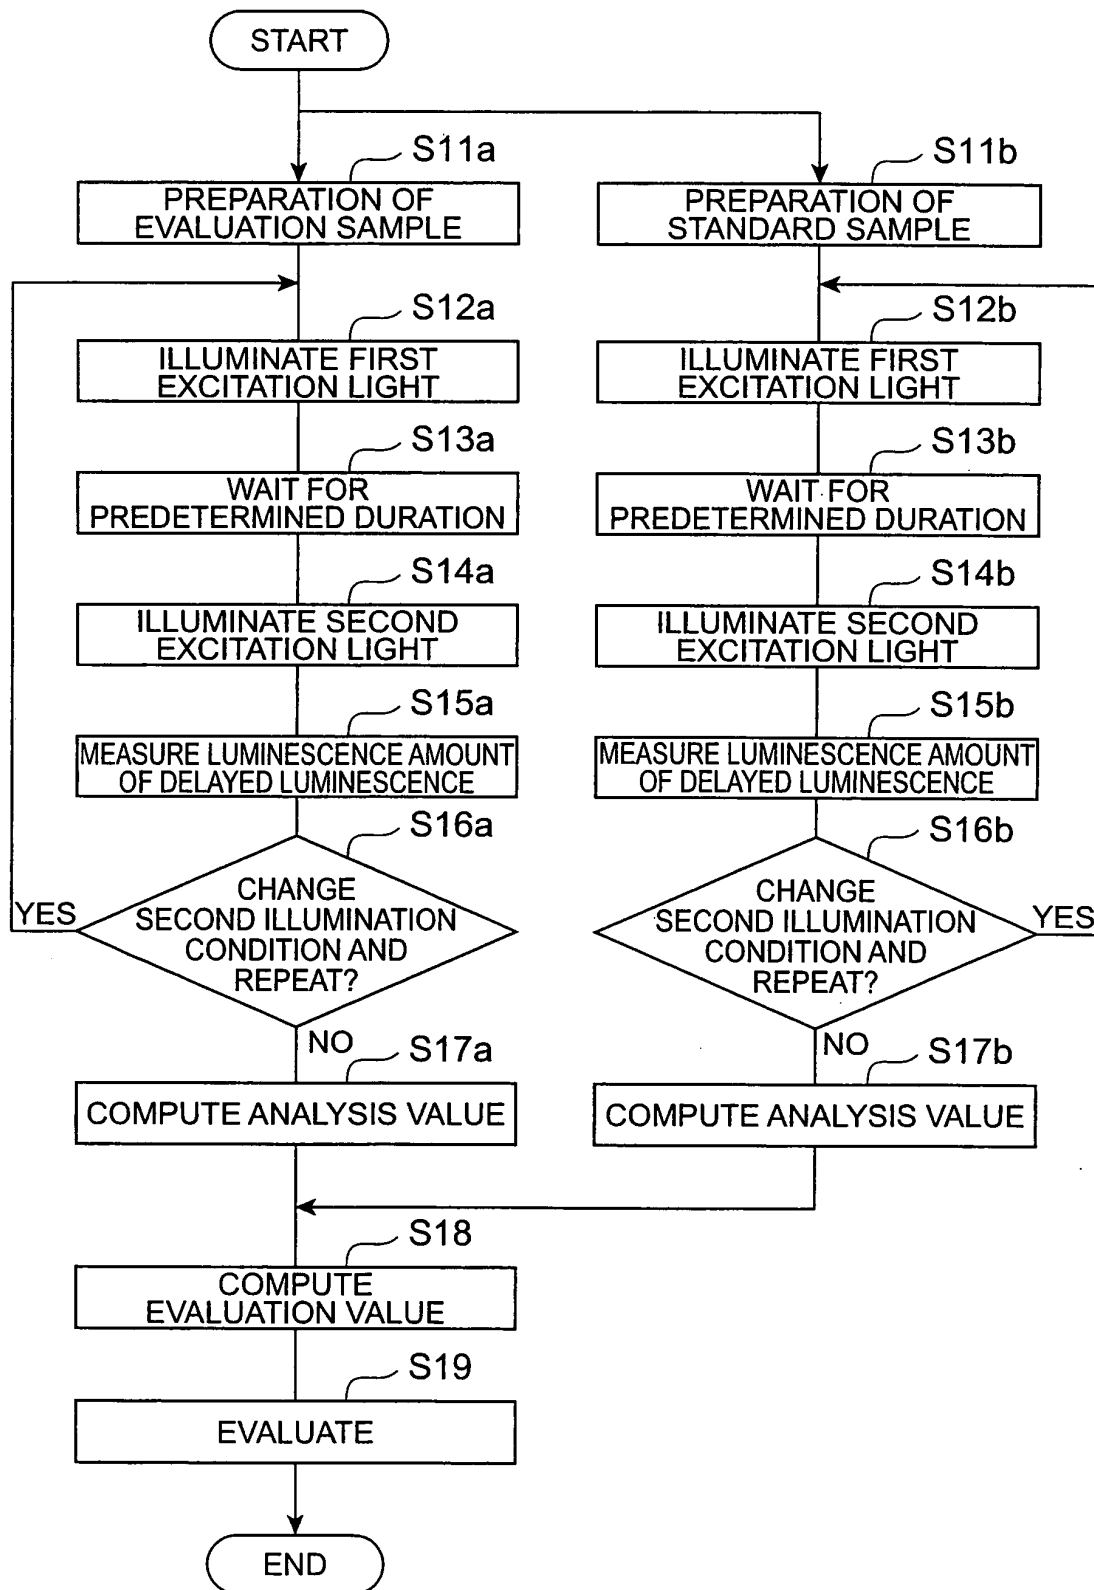 START
S11a
PREPARATION OF
EVALUATION SAMPLE
S12a
ILLUMINATE FIRST
EXCITATION LIGHT
S13a
WAIT FOR
PREDETERMINED DURATION
S14a
ILLUMINATE SECOND
EXCITATION LIGHT
S15a
MEASURE LUMINESCENCE AMOUNT
OF DELAYED LUMINESCENCE
S16a
CHANGE
SECOND ILLUMINATION
CONDITION AND
REPEAT?
YES
NO
S17a
COMPUTE ANALYSIS VALUE
S11b
PREPARATION OF
STANDARD SAMPLE
S12b
ILLUMINATE FIRST
EXCITATION LIGHT
S13b
WAIT FOR
PREDETERMINED DURATION
S14b
ILLUMINATE SECOND
EXCITATION LIGHT
S15b
MEASURE LUMINESCENCE AMOUNT
OF DELAYED LUMINESCENCE
S16b
CHANGE
SECOND ILLUMINATION
CONDITION AND
REPEAT?
YES
NO
S17b
COMPUTE ANALYSIS VALUE
S18
COMPUTE
EVALUATION VALUE
S19
EVALUATE
END